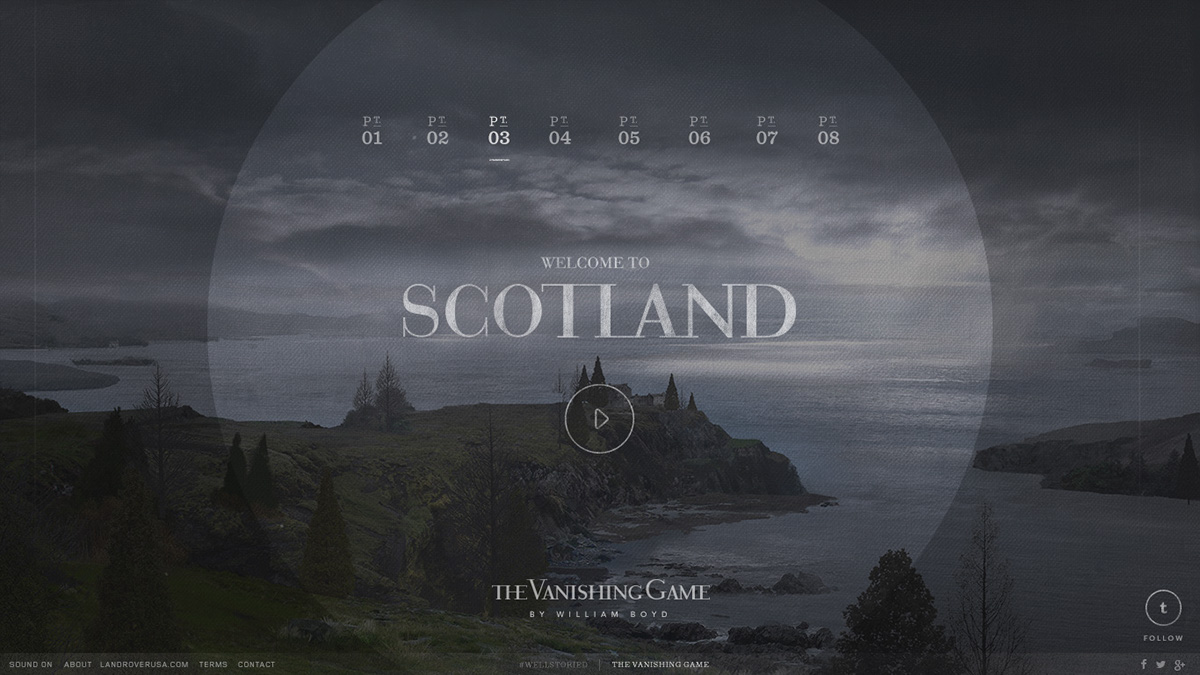 PT. PT. PT. PT. PT. PT. PT. PT.
01 02 03 04 05 06 07 08
WELCOME TO
SCOTLAND
THE VANISHING GAME
BY WILLIAM BOYD
t
FOLLOW
SOUND ON ABOUT LANDROVERUSA.COM TERMS CONTACT #WELLSTORIED | THE VANISHING GAME f g+